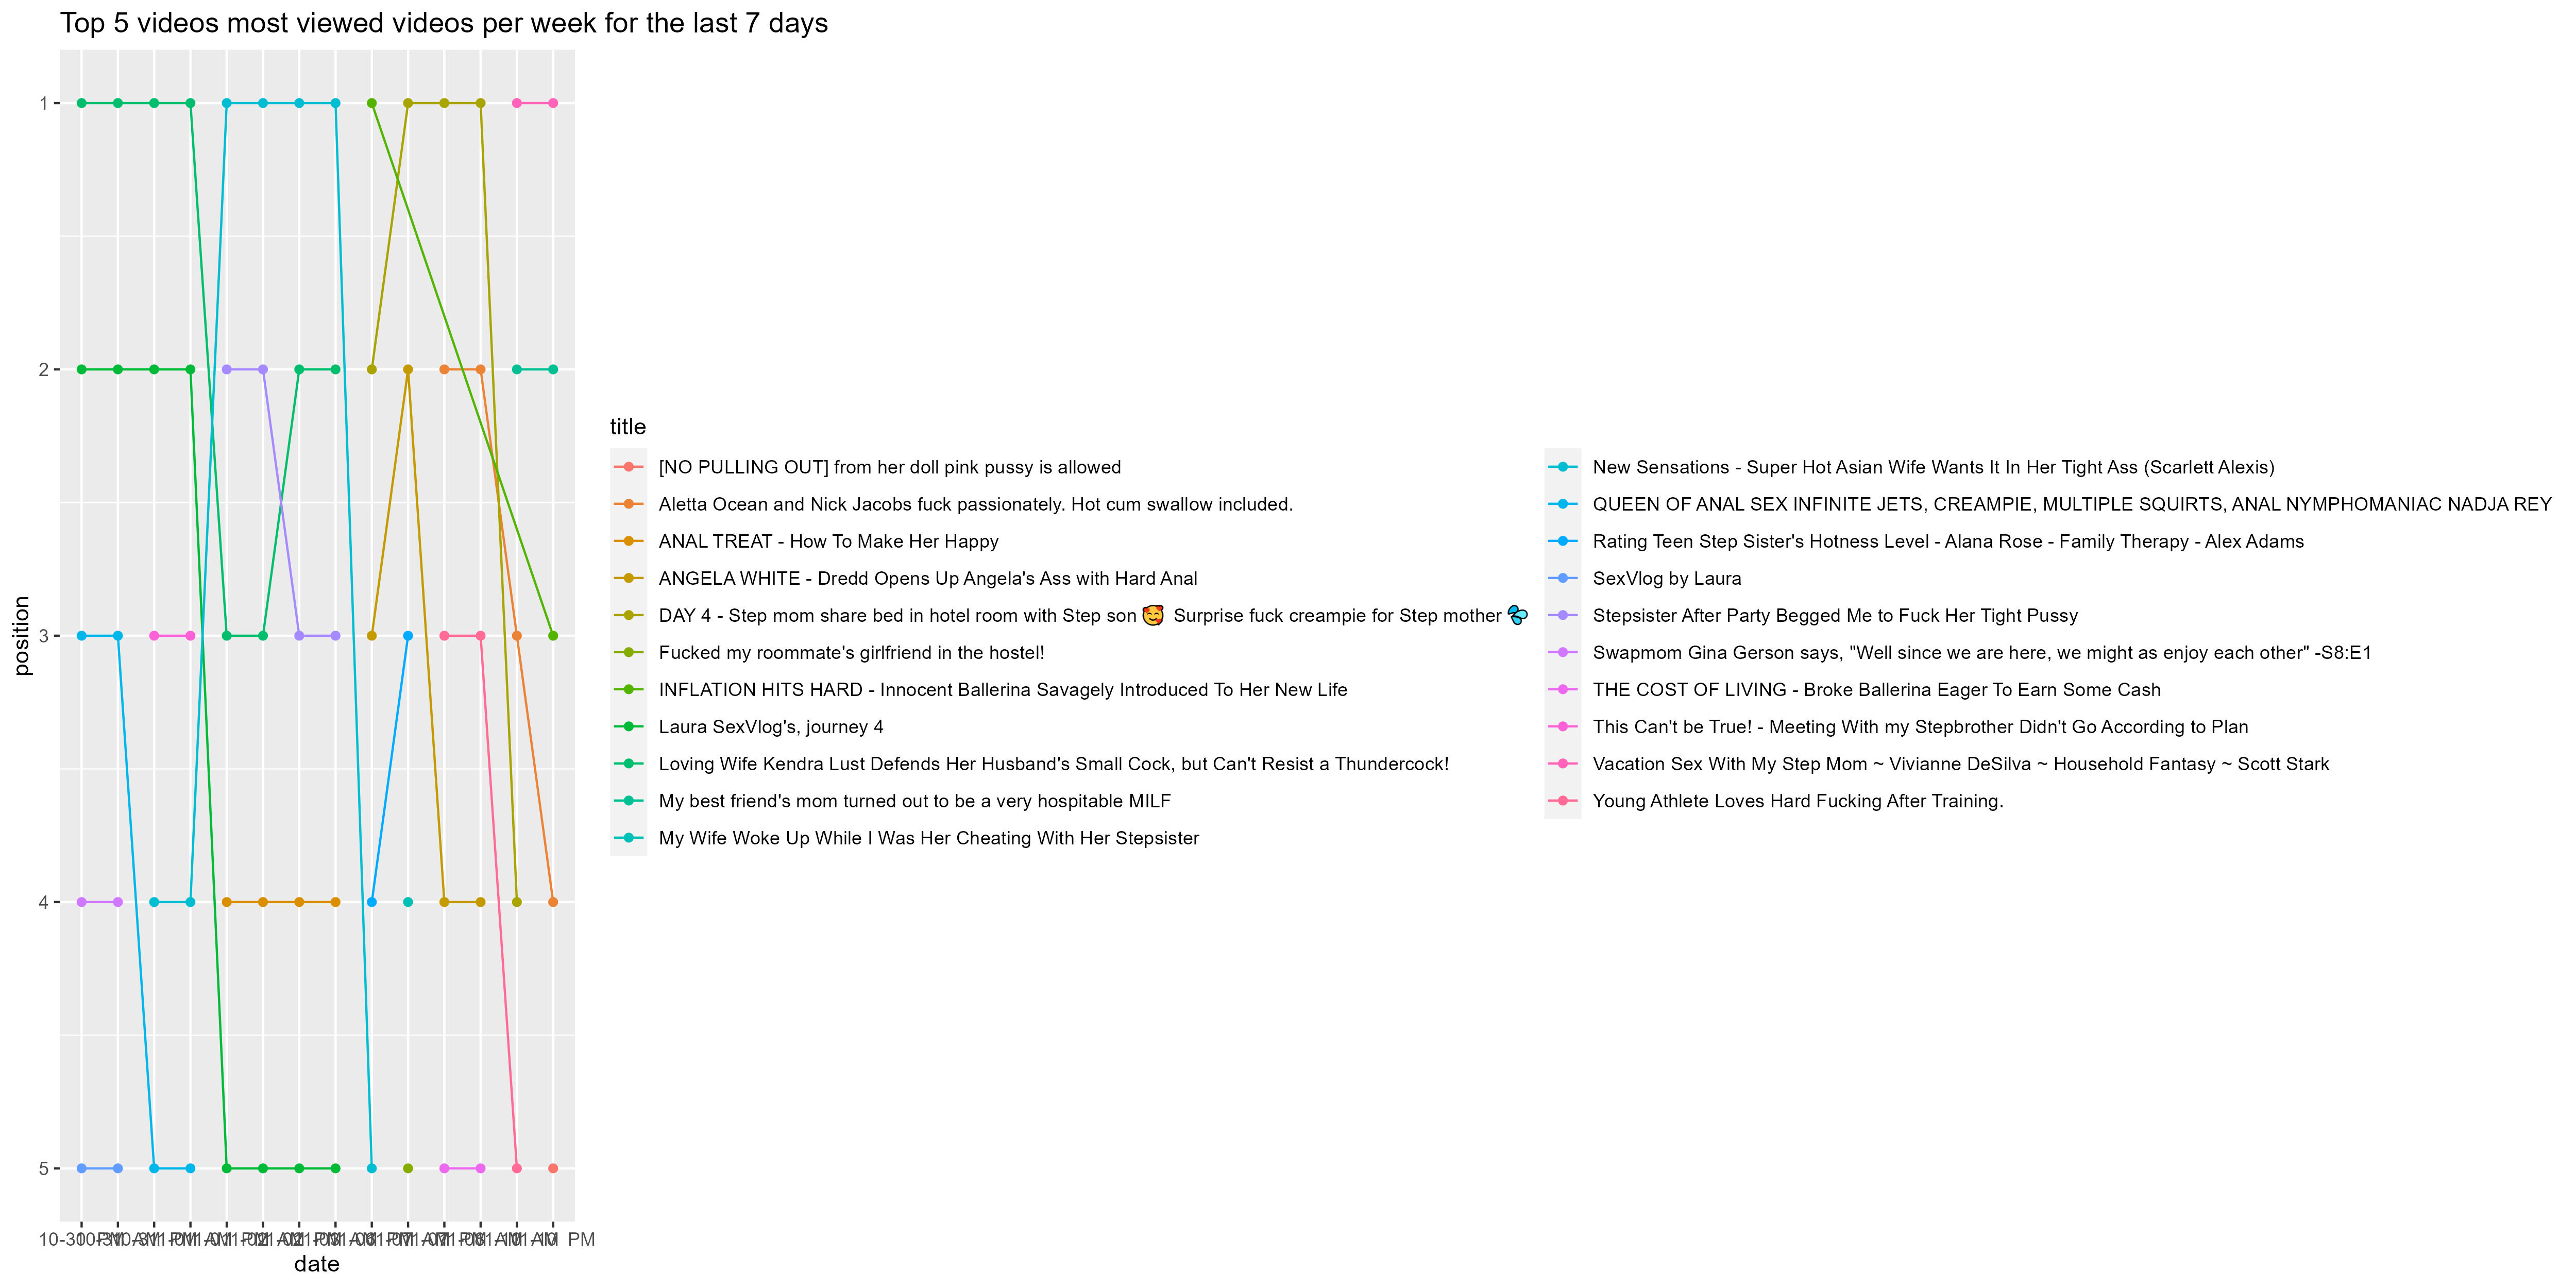 Top 5 videos most viewed videos per week for the last 7 days
1
2
3
4
5
position
date
title
[NO PULLING OUT] from her doll pink pussy is allowed
Aletta Ocean and Nick Jacobs fuck passionately. Hot cum swallow included.
ANAL TREAT - How To Make Her Happy
ANGELA WHITE - Dredd Opens Up Angela's Ass with Hard Anal
DAY 4 - Step mom share bed in hotel room with Step son 🥰 Surprise fuck creampie for Step mother 💦
Fucked my roommate's girlfriend in the hostel!
INFLATION HITS HARD - Innocent Ballerina Savagely Introduced To Her New Life
Laura SexVlog's, journey 4
Loving Wife Kendra Lust Defends Her Husband's Small Cock, but Can't Resist a Thundercock!
My best friend's mom turned out to be a very hospitable MILF
My Wife Woke Up While I Was Her Cheating With Her Stepsister
New Sensations - Super Hot Asian Wife Wants It In Her Tight Ass (Scarlett Alexis)
QUEEN OF ANAL SEX INFINITE JETS, CREAMPIE, MULTIPLE SQUIRTS, ANAL NYMPHOMANIAC NADJA REY
Rating Teen Step Sister's Hotness Level - Alana Rose - Family Therapy - Alex Adams
SexVlog by Laura
Stepsister After Party Begged Me to Fuck Her Tight Pussy
Swapmom Gina Gerson says, "Well since we are here, we might as enjoy each other" -S8:E1
THE COST OF LIVING - Broke Ballerina Eager To Earn Some Cash
This Can't be True! - Meeting With my Stepbrother Didn't Go According to Plan
Vacation Sex With My Step Mom ~ Vivianne DeSilva ~ Household Fantasy ~ Scott Stark
Young Athlete Loves Hard Fucking After Training.